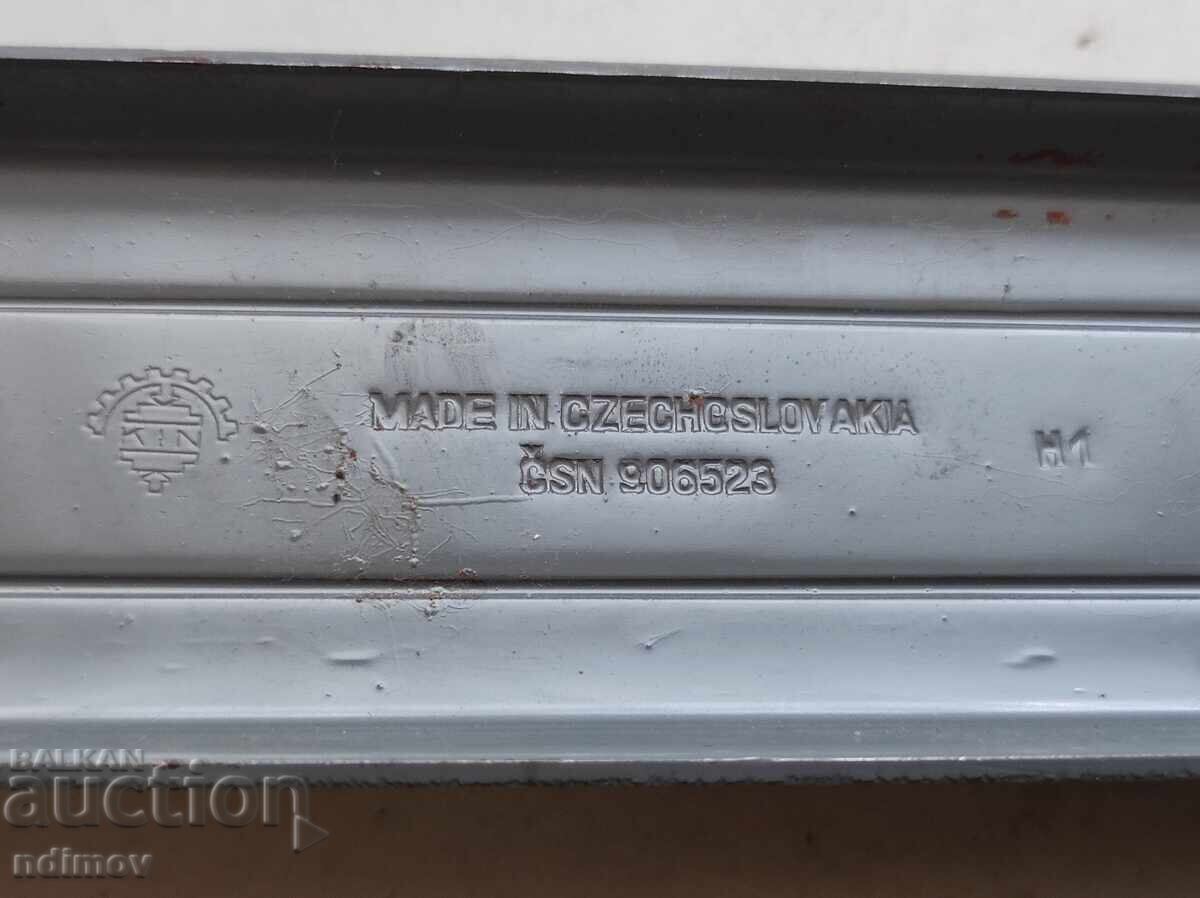 MADE IN CZECHOSLOVAKIA
ČSN 906523
H1
BALKAN
auction
ndimov